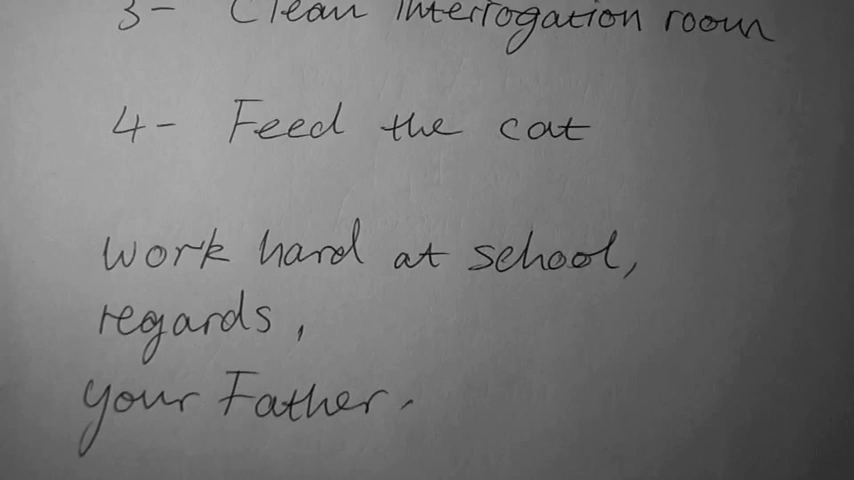 3- Clean interrogation room
4- Feed the cat
Work hard at school,
regards,
your Father.